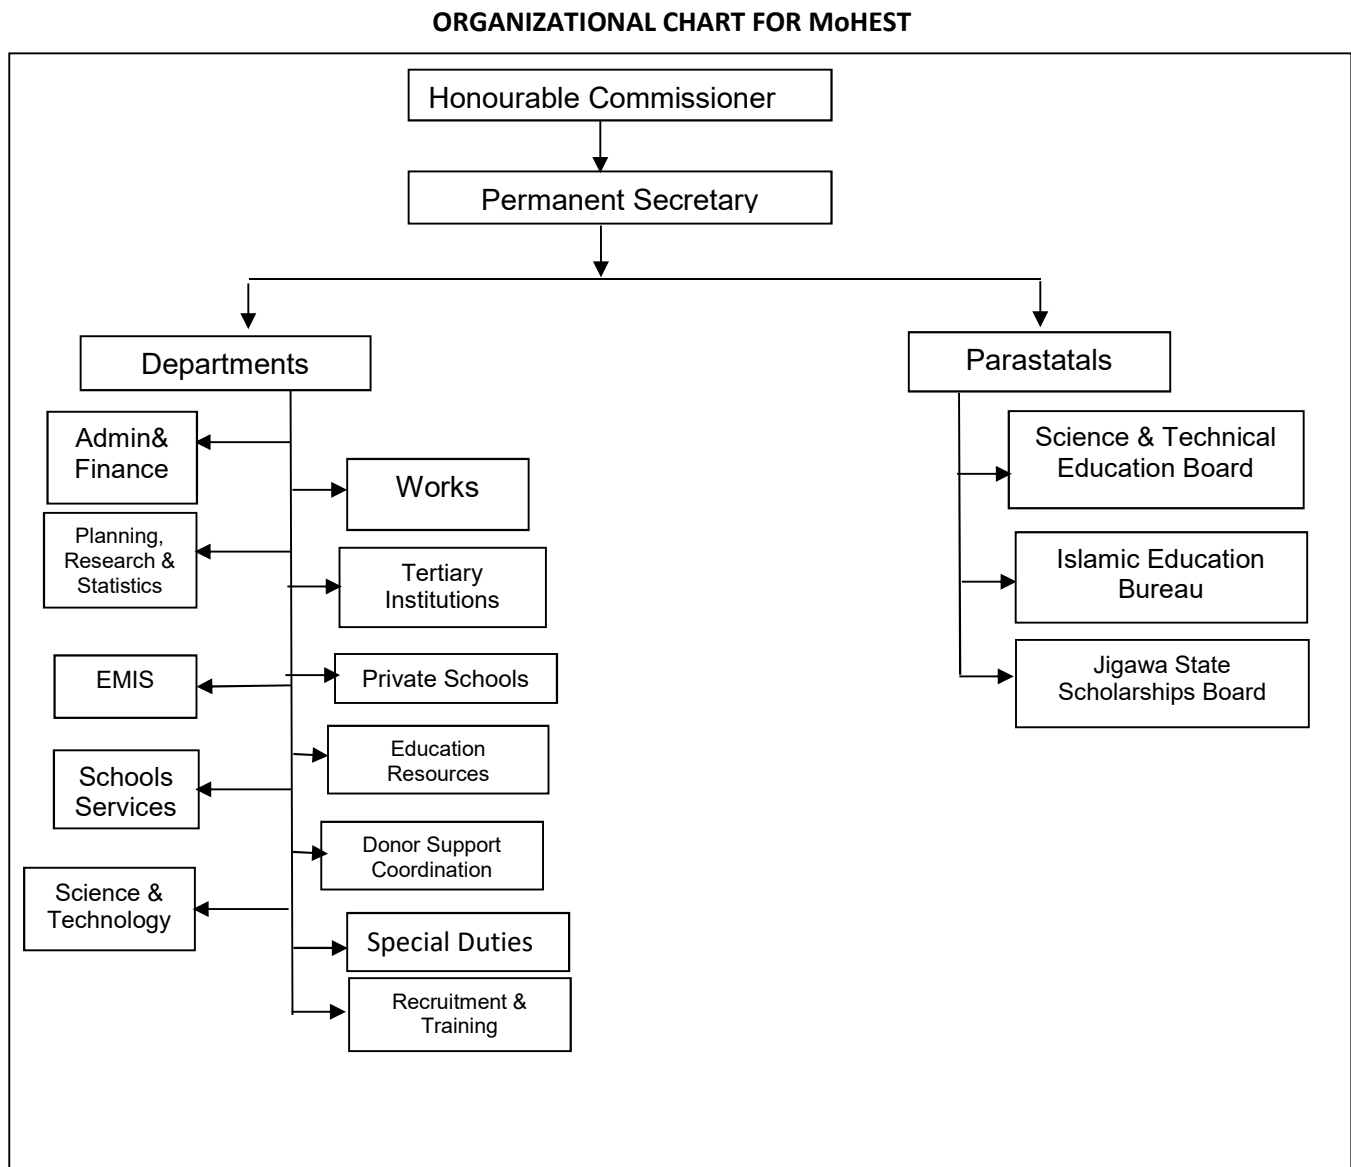 ORGANIZATIONAL CHART FOR MoHEST
Honourable Commissioner
Permanent Secretary
Departments
Parastatals
Admin&
Finance
Planning,
Research &
Statistics
EMIS
Schools
Services
Science &
Technology
Works
Tertiary
Institutions
Private Schools
Education
Resources
Donor Support
Coordination
Special Duties
Recruitment &
Training
Science & Technical
Education Board
Islamic Education
Bureau
Jigawa State
Scholarships Board